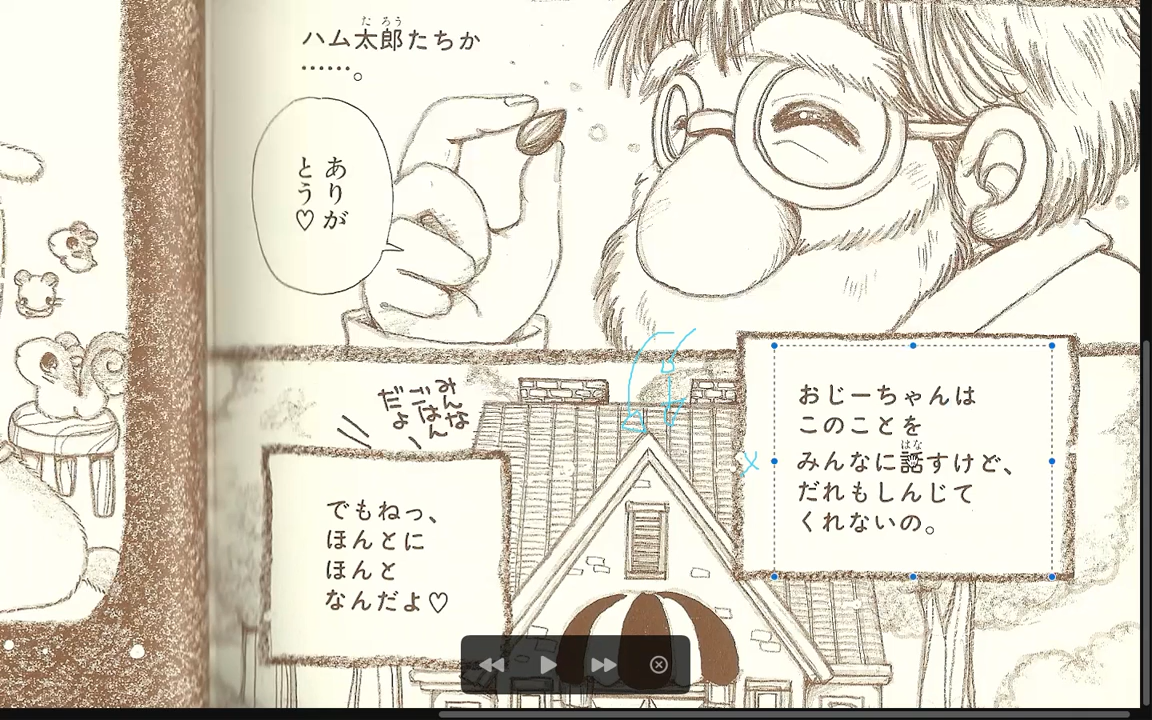 ハム太郎たちか
……。
ありが
とう♡
おじーちゃんは
このことを
みんなに話すけど、
だれもしんじて
くれないの。
みんな
ごはん
だよ
でもねっ、
ほんとに
ほんと
なんだよ♡